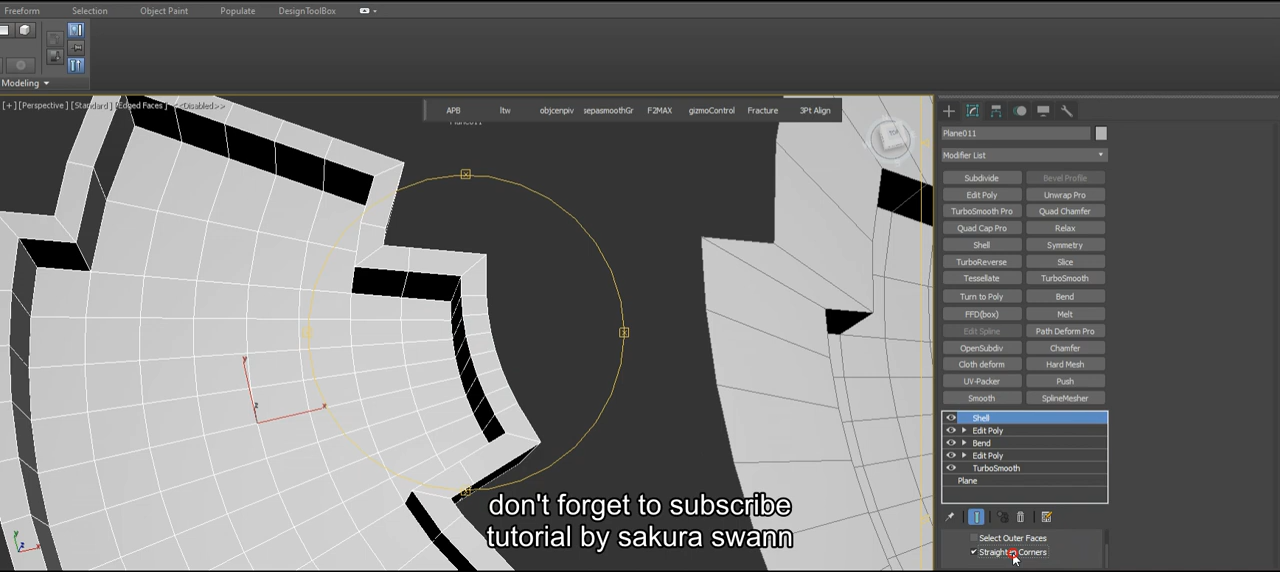 Freeform Selection Object Paint Populate DesignToolBox
Modeling
[+] [Perspective] [Standard] [Edged Faces] <<Disabled>>
APB ltw objcenpiv sepasmoothGr F2MAX gizmoControl Fracture 3Pt Align
Plane011
TOP
Plane011
Modifier List
Subdivide Bevel Profile
Edit Poly Unwrap Pro
TurboSmooth Pro Quad Chamfer
Quad Cap Pro Relax
Shell Symmetry
TurboReverse Slice
Tessellate TurboSmooth
Turn to Poly Bend
FFD(box) Melt
Edit Spline Path Deform Pro
OpenSubdiv Chamfer
Cloth deform Hard Mesh
UV-Packer Push
Smooth SplineMesher
Shell
Edit Poly
Bend
Edit Poly
TurboSmooth
Plane
Select Outer Faces
Corners
y
x
z
y
z
x
don't forget to subscribe
tutorial by sakura swann